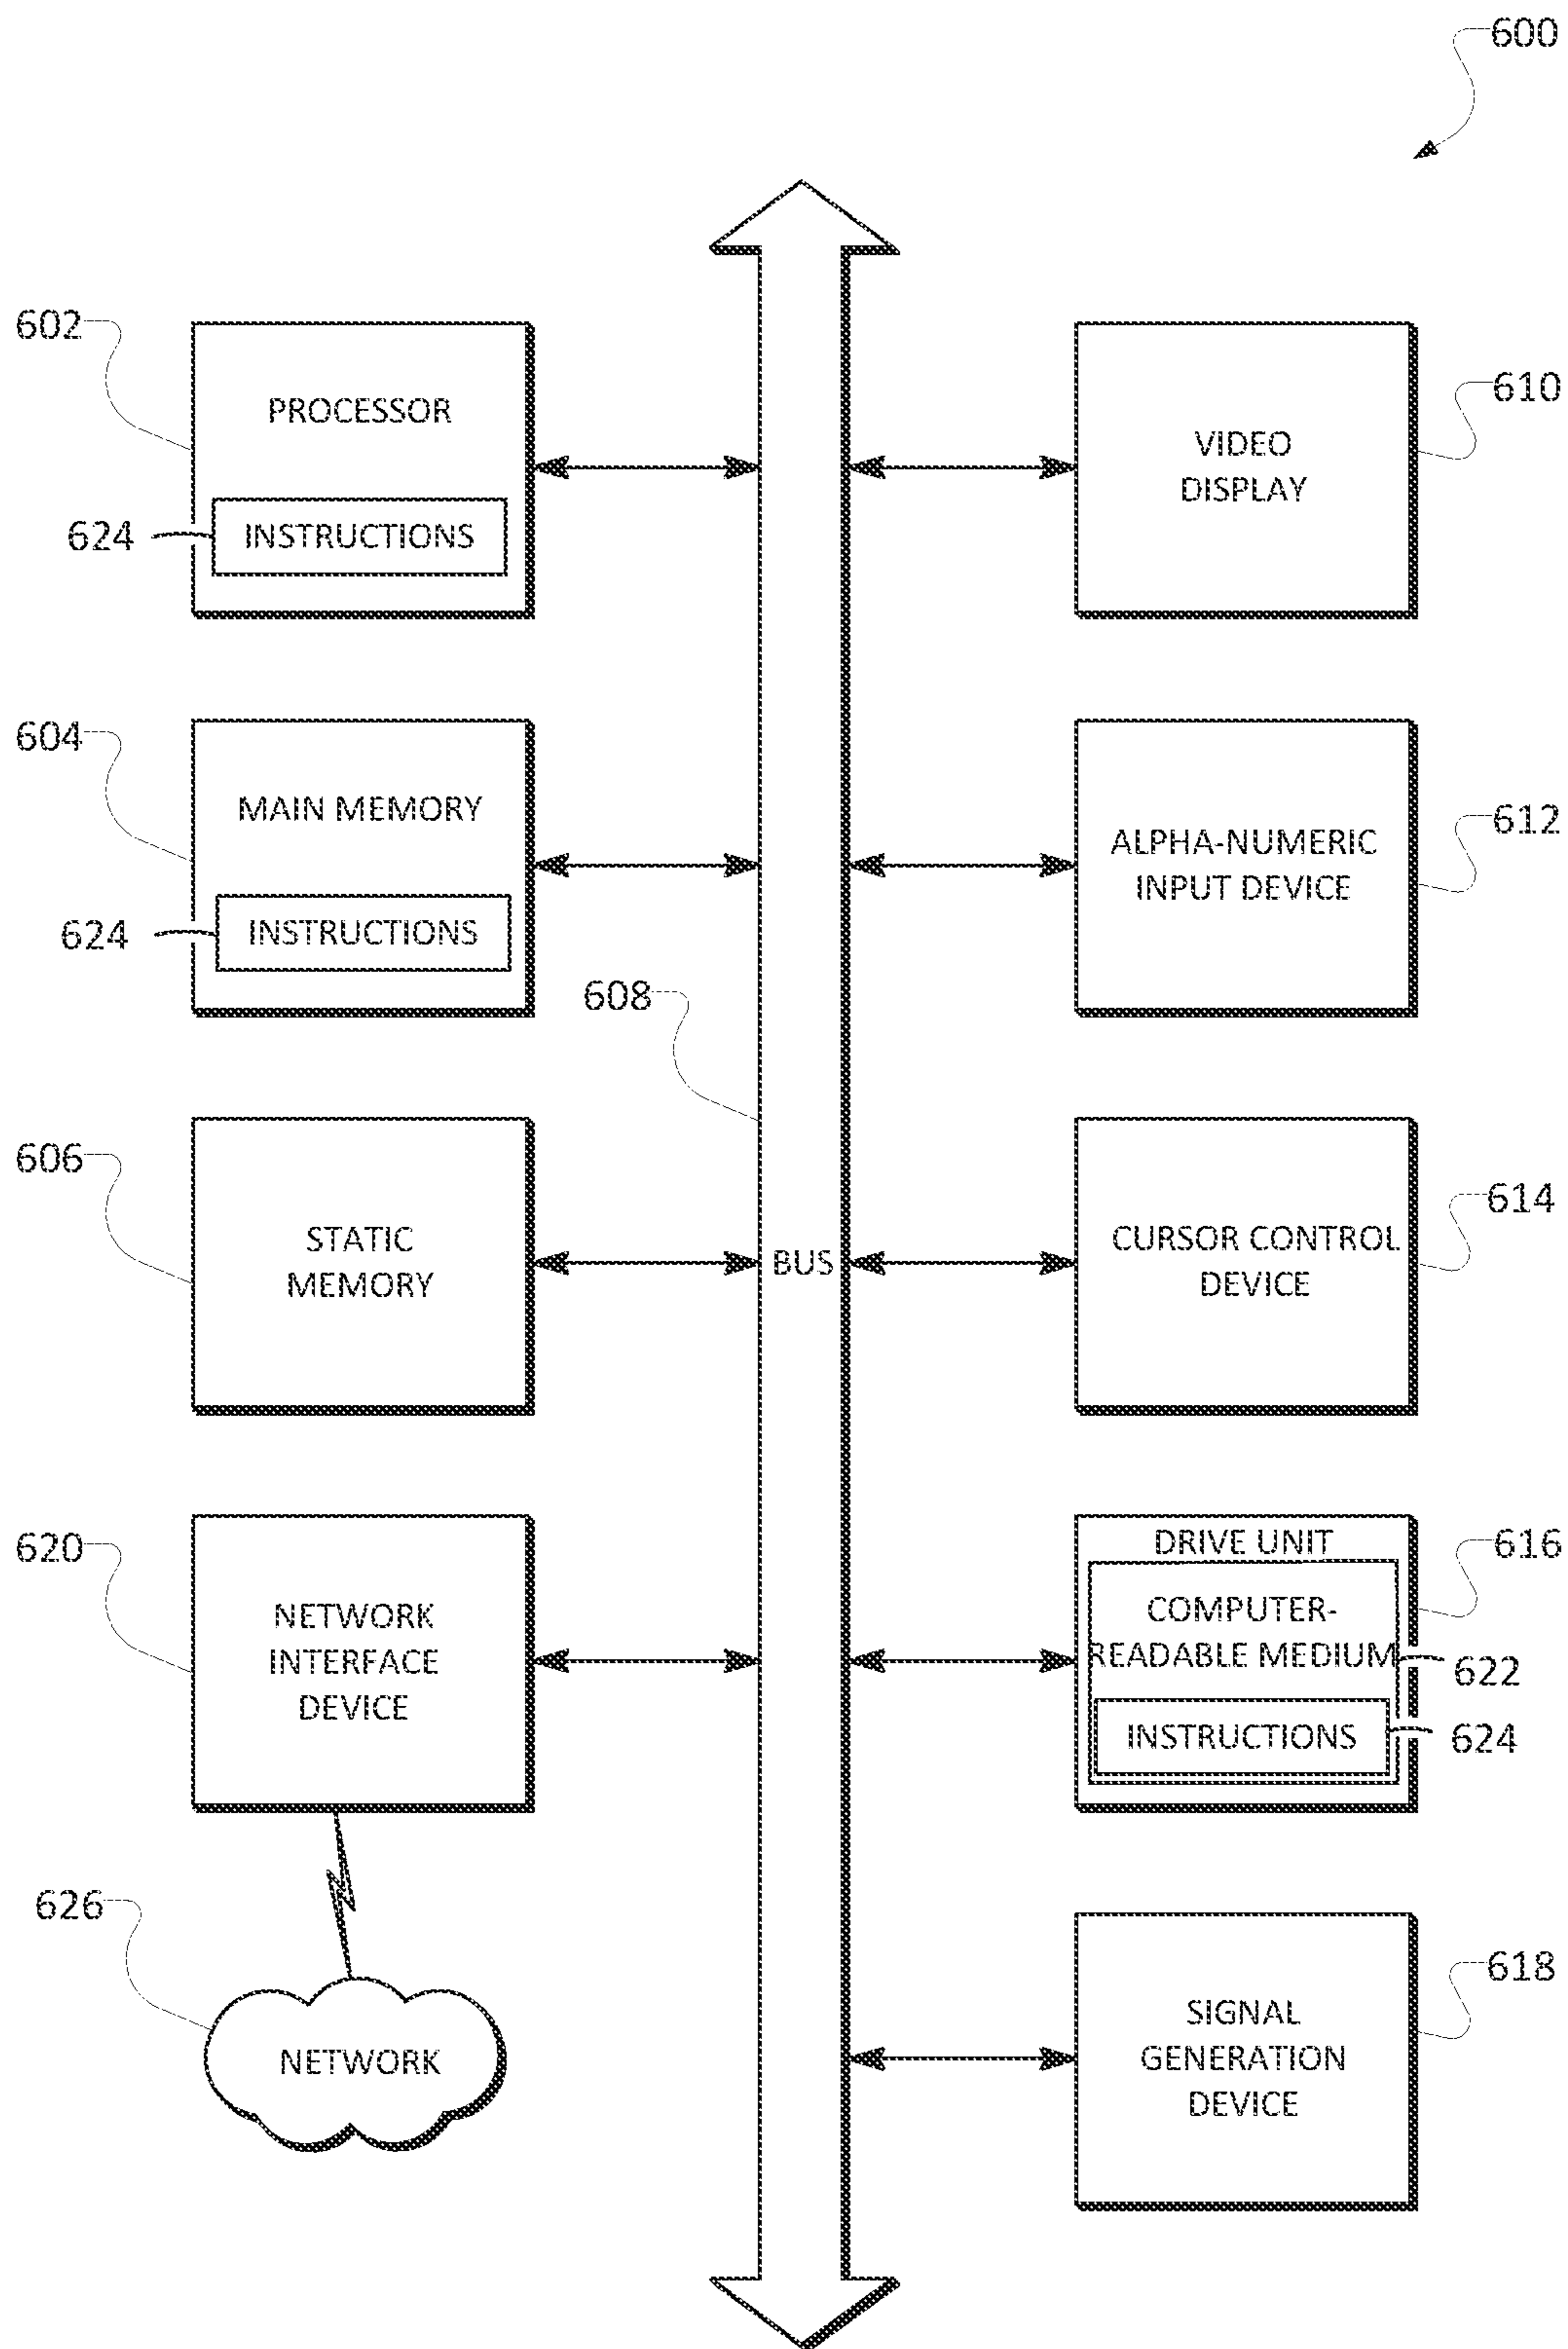 600
602
PROCESSOR
624
INSTRUCTIONS
610
VIDEO
DISPLAY
604
MAIN MEMORY
624
INSTRUCTIONS
612
ALPHA-NUMERIC
INPUT DEVICE
608
BUS
606
STATIC
MEMORY
614
CURSOR CONTROL
DEVICE
620
NETWORK
INTERFACE
DEVICE
616
DRIVE UNIT
COMPUTER-
READABLE MEDIUM
622
INSTRUCTIONS
624
626
NETWORK
618
SIGNAL
GENERATION
DEVICE